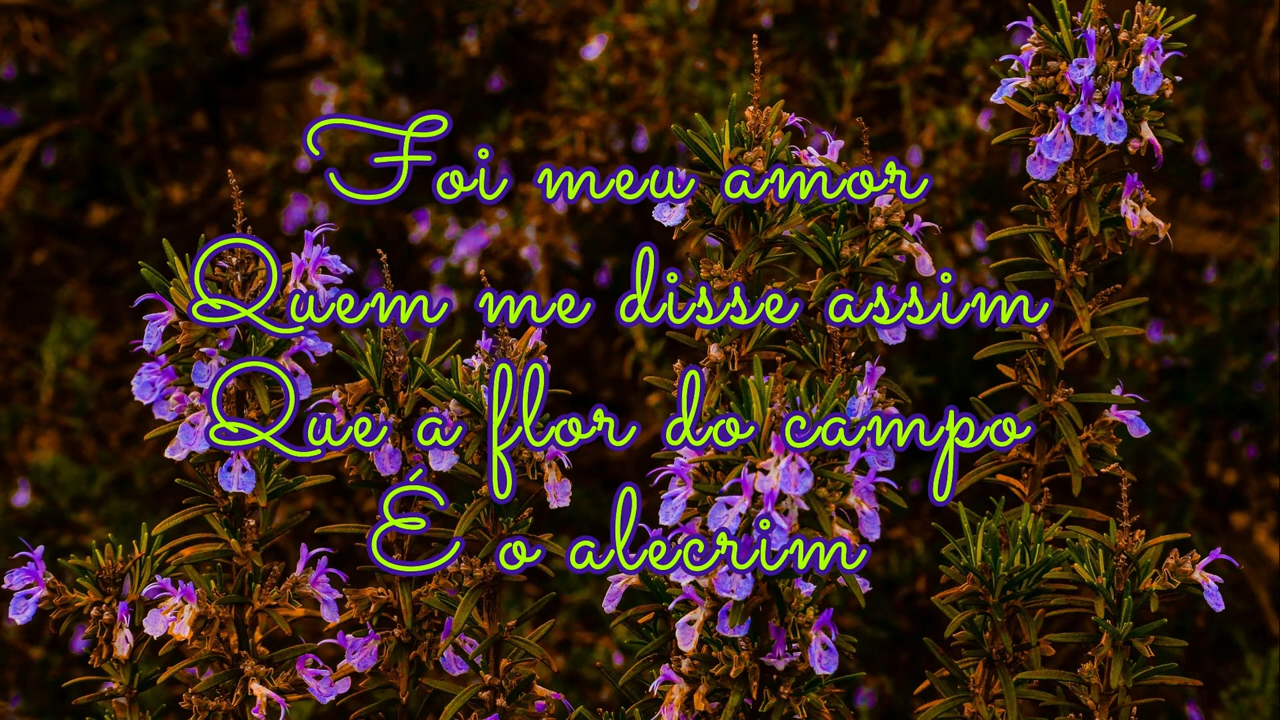 Foi meu amor
Quem me disse assim
Que a flor do campo
É o alecrim